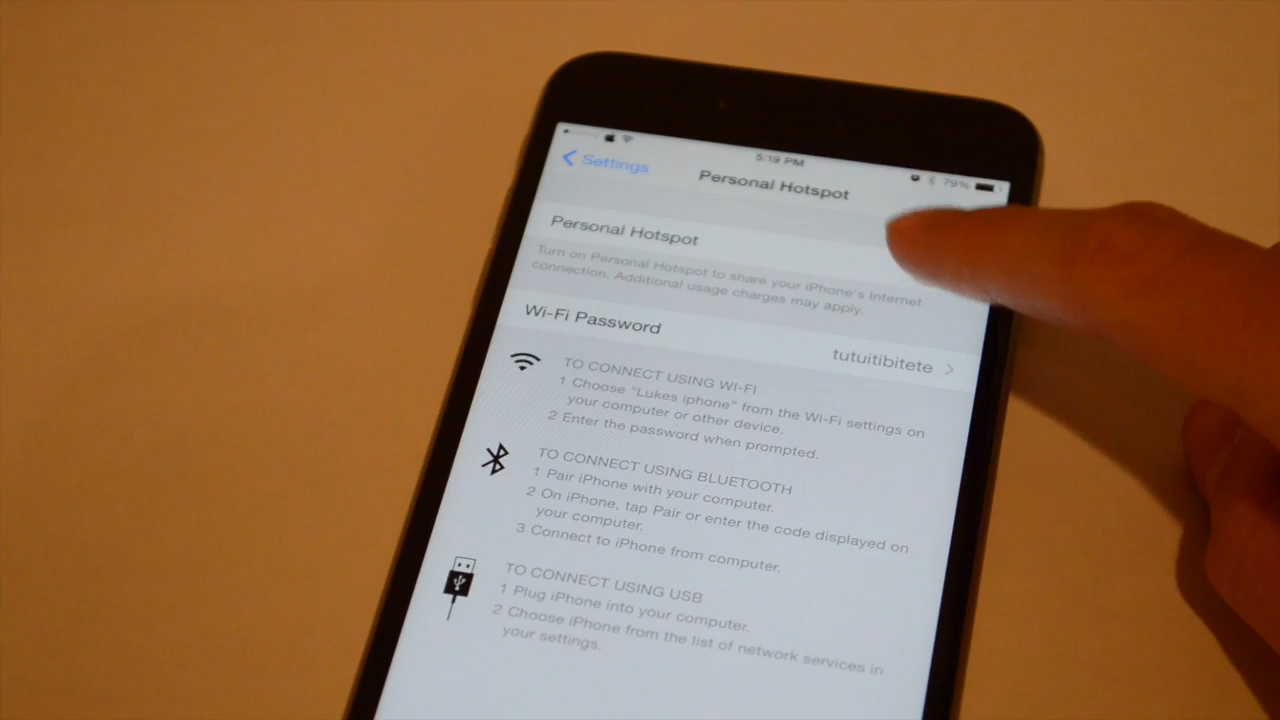 5:19 PM
79%
Settings
Personal Hotspot
Personal Hotspot
Turn on Personal Hotspot to share your iPhone's Internet
connection. Additional usage charges may apply.
Wi-Fi Password
tutuitibitete
TO CONNECT USING WI-FI
1 Choose "Lukes iphone" from the Wi-Fi settings on
your computer or other device.
2 Enter the password when prompted.
TO CONNECT USING BLUETOOTH
1 Pair iPhone with your computer.
2 On iPhone, tap Pair or enter the code displayed on
your computer.
3 Connect to iPhone from computer.
TO CONNECT USING USB
1 Plug iPhone into your computer.
2 Choose iPhone from the list of network services in
your settings.